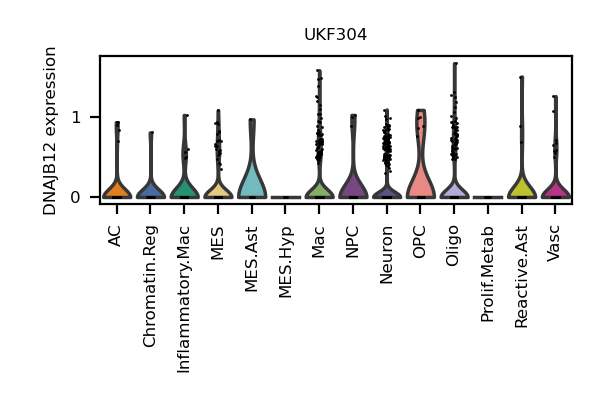 UKF304
DNAJB12 expression
1
0
AC
Chromatin.Reg
Inflammatory.Mac
MES
MES.Ast
MES.Hyp
Mac
NPC
Neuron
OPC
Oligo
Prolif.Metab
Reactive.Ast
Vasc